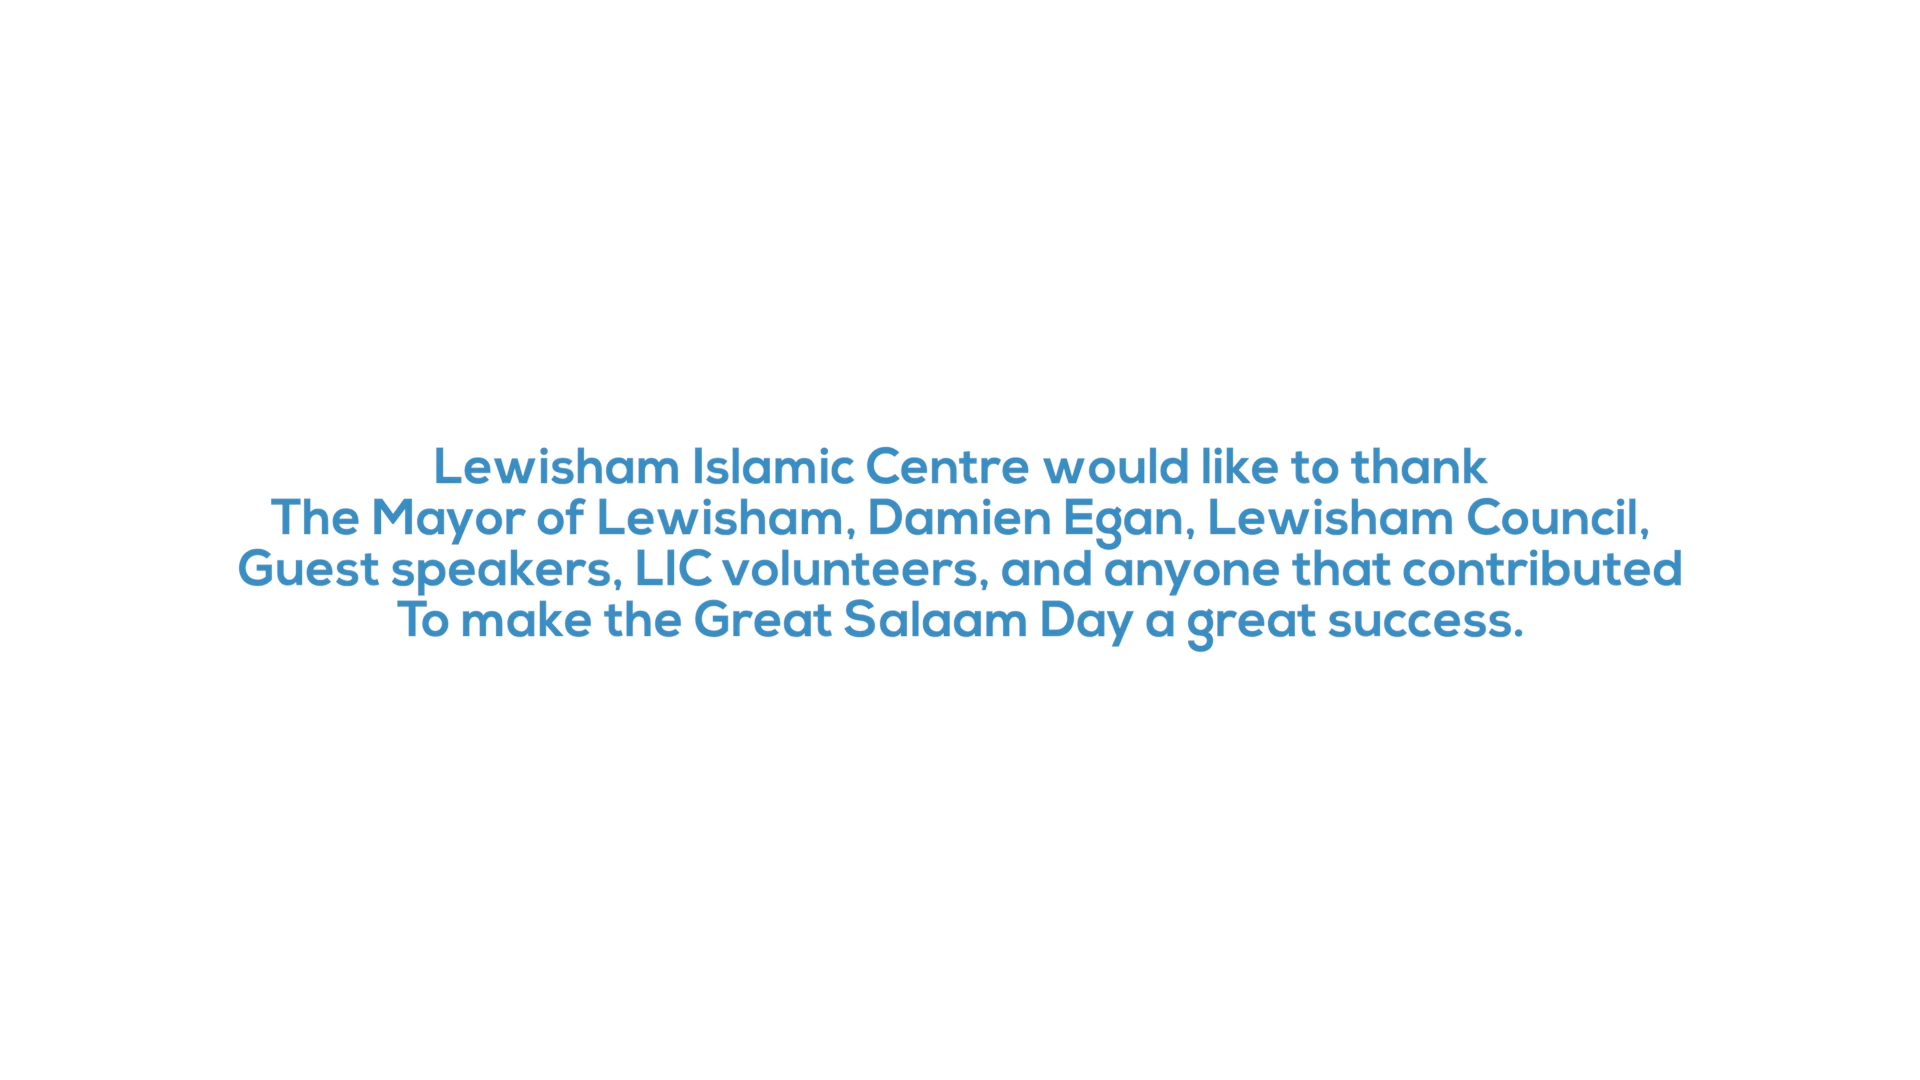 Lewisham Islamic Centre would like to thank
The Mayor of Lewisham, Damien Egan, Lewisham Council,
Guest speakers, LIC volunteers, and anyone that contributed
To make the Great Salaam Day a great success.